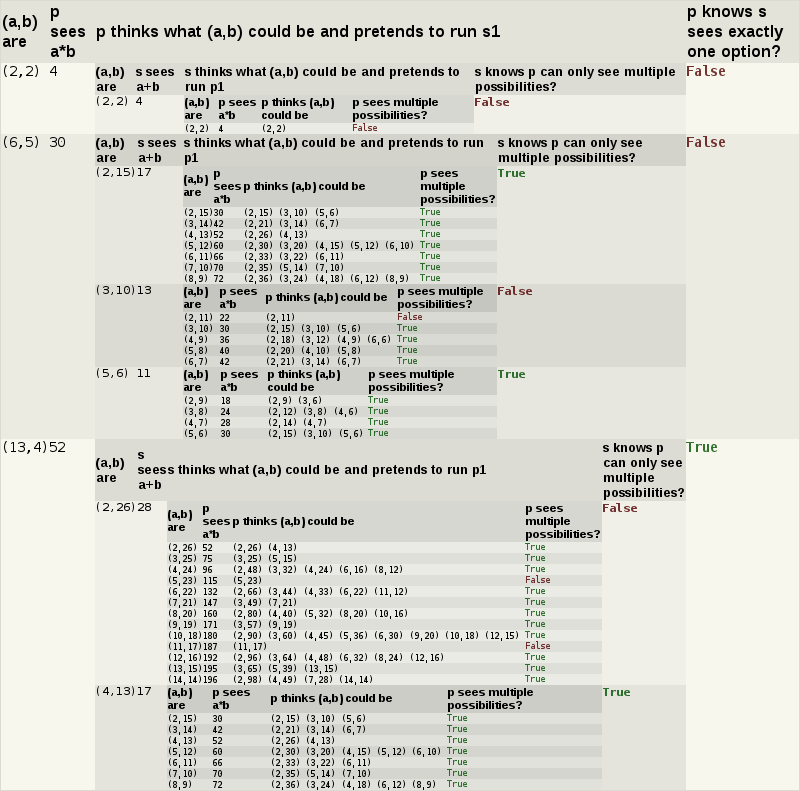 (a,b) are p sees a*b p thinks what (a,b) could be and pretends to run s1 p knows s sees exactly one option?
(2,2) 4 False
(a,b) are s sees a+b s thinks what (a,b) could be and pretends to run p1 s knows p can only see multiple possibilities?
(2,2) 4 False
(a,b) are p sees a*b p thinks (a,b) could be p sees multiple possibilities?
(2,2) 4 (2,2) False
(6,5) 30 False
(a,b) are s sees a+b s thinks what (a,b) could be and pretends to run p1 s knows p can only see multiple possibilities?
(2,15) 17 True
(a,b) are p sees a*b p thinks (a,b) could be p sees multiple possibilities?
(2,15) 30 (2,15) (3,10) (5,6) True
(3,14) 42 (2,21) (3,14) (6,7) True
(4,13) 52 (2,26) (4,13) True
(5,12) 60 (2,30) (3,20) (4,15) (5,12) (6,10) True
(6,11) 66 (2,33) (3,22) (6,11) True
(7,10) 70 (2,35) (5,14) (7,10) True
(8,9) 72 (2,36) (3,24) (4,18) (6,12) (8,9) True
(3,10) 13 False
(a,b) are p sees a*b p thinks (a,b) could be p sees multiple possibilities?
(2,11) 22 (2,11) False
(3,10) 30 (2,15) (3,10) (5,6) True
(4,9) 36 (2,18) (3,12) (4,9) (6,6) True
(5,8) 40 (2,20) (4,10) (5,8) True
(6,7) 42 (2,21) (3,14) (6,7) True
(5,6) 11 True
(a,b) are p sees a*b p thinks (a,b) could be p sees multiple possibilities?
(2,9) 18 (2,9) (3,6) True
(3,8) 24 (2,12) (3,8) (4,6) True
(4,7) 28 (2,14) (4,7) True
(5,6) 30 (2,15) (3,10) (5,6) True
(13,4) 52 True
(a,b) are s sees a+b s thinks what (a,b) could be and pretends to run p1 s knows p can only see multiple possibilities?
(2,26) 28 False
(a,b) are p sees a*b p thinks (a,b) could be p sees multiple possibilities?
(2,26) 52 (2,26) (4,13) True
(3,25) 75 (3,25) (5,15) True
(4,24) 96 (2,48) (3,32) (4,24) (6,16) (8,12) True
(5,23) 115 (5,23) False
(6,22) 132 (2,66) (3,44) (4,33) (6,22) (11,12) True
(7,21) 147 (3,49) (7,21) True
(8,20) 160 (2,80) (4,40) (5,32) (8,20) (10,16) True
(9,19) 171 (3,57) (9,19) True
(10,18) 180 (2,90) (3,60) (4,45) (5,36) (6,30) (9,20) (10,18) (12,15) True
(11,17) 187 (11,17) False
(12,16) 192 (2,96) (3,64) (4,48) (6,32) (8,24) (12,16) True
(13,15) 195 (3,65) (5,39) (13,15) True
(14,14) 196 (2,98) (4,49) (7,28) (14,14) True
(4,13) 17 True
(a,b) are p sees a*b p thinks (a,b) could be p sees multiple possibilities?
(2,15) 30 (2,15) (3,10) (5,6) True
(3,14) 42 (2,21) (3,14) (6,7) True
(4,13) 52 (2,26) (4,13) True
(5,12) 60 (2,30) (3,20) (4,15) (5,12) (6,10) True
(6,11) 66 (2,33) (3,22) (6,11) True
(7,10) 70 (2,35) (5,14) (7,10) True
(8,9) 72 (2,36) (3,24) (4,18) (6,12) (8,9) True